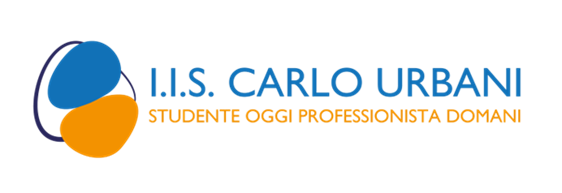 I.I.S. CARLO URBANI
STUDENTE OGGI PROFESSIONISTA DOMANI